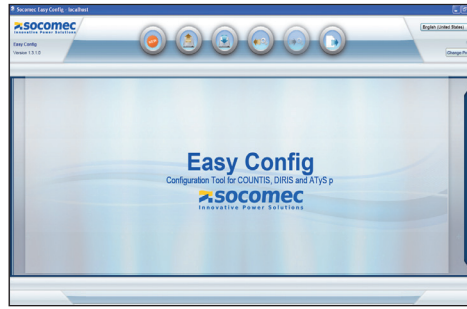 Socomec Easy Config - localhost
socomec
Innovative Power Solutions
English (United States)
Easy Config
Version 1.5.1.0
Change Pa
Easy Config
Configuration Tool for COUNTIS, DIRIS and ATyS p
socomec
Innovative Power Solutions